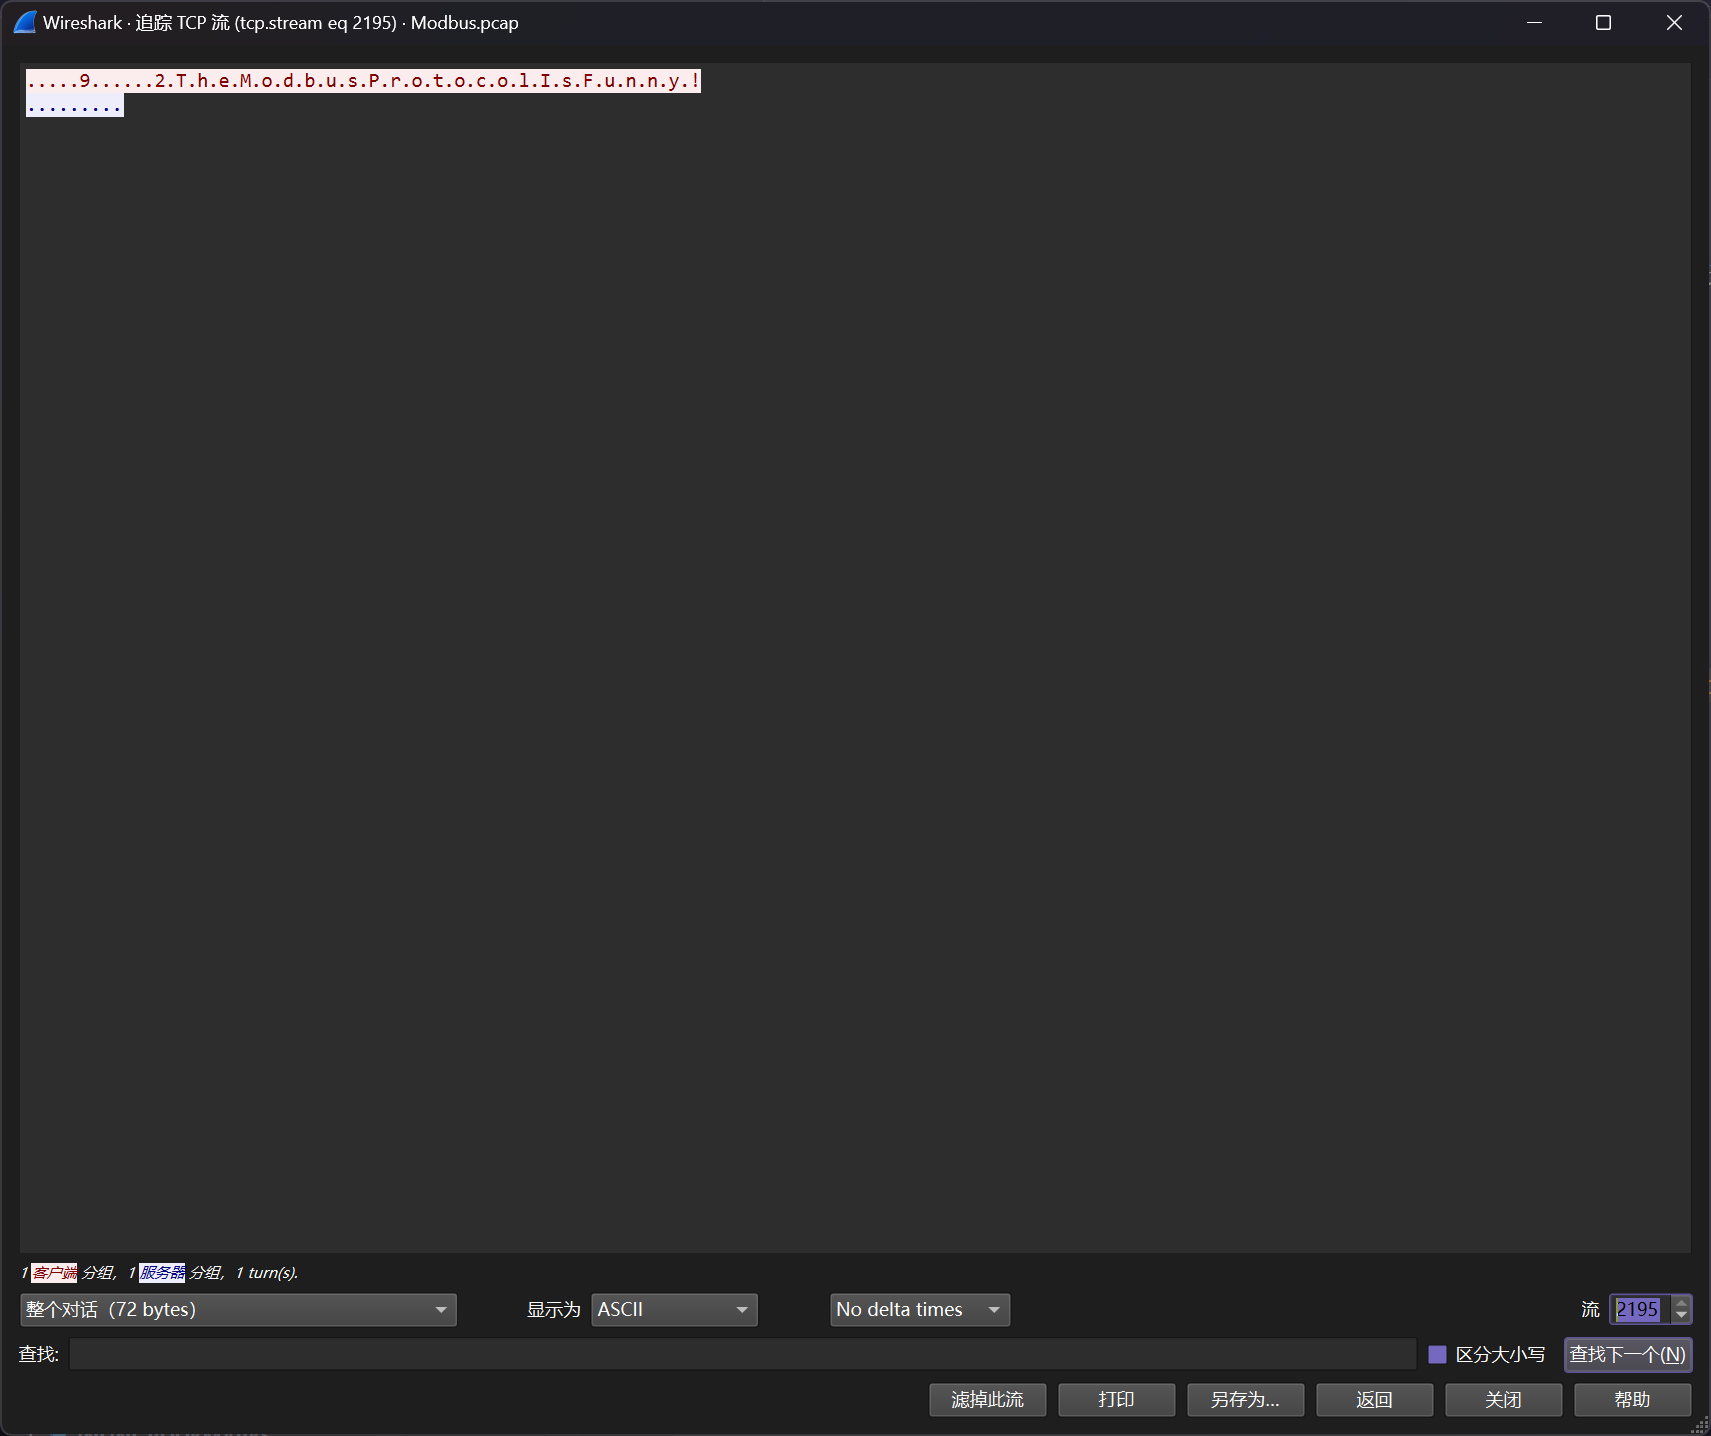 Wireshark · 追踪 TCP 流 (tcp.stream eq 2195) · Modbus.pcap
.....9......2.T.h.e.M.o.d.b.u.s.P.r.o.t.o.c.o.l.I.s.F.u.n.n.y.!
.........
1 客户端 分组, 1 服务器 分组, 1 turn(s).
整个对话 (72 bytes) 显示为 ASCII No delta times 流 2195
查找: 区分大小写 查找下一个(N)
滤掉此流 打印 另存为... 返回 关闭 帮助